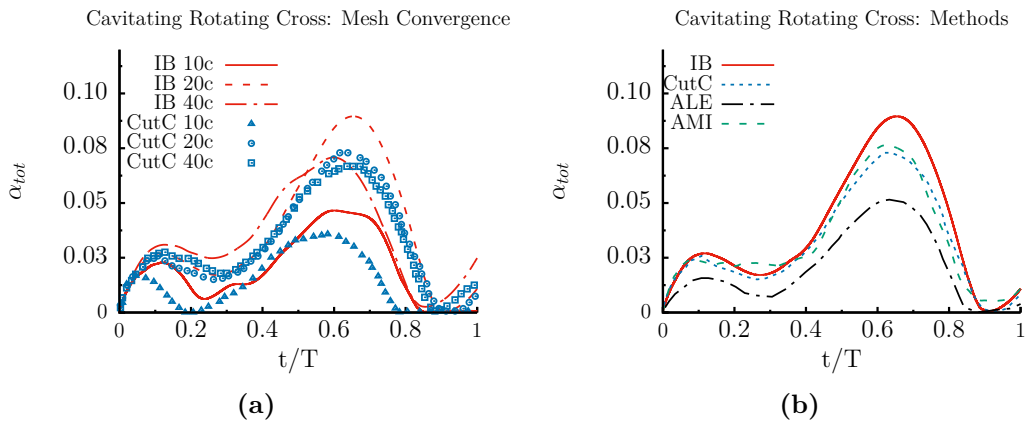 Cavitating Rotating Cross: Mesh Convergence
IB 10c
IB 20c
IB 40c
CutC 10c
CutC 20c
CutC 40c
0.10
0.08
0.05
0.03
0
α_tot
0 0.2 0.4 0.6 0.8 1
t/T
(a)
Cavitating Rotating Cross: Methods
IB
CutC
ALE
AMI
0.10
0.08
0.05
0.03
0
α_tot
0 0.2 0.4 0.6 0.8 1
t/T
(b)